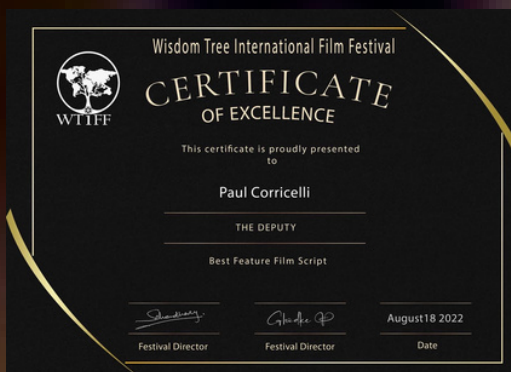 Wisdom Tree International Film Festival
WTIFF
CERTIFICATE
OF EXCELLENCE
This certificate is proudly presented
to
Paul Corricelli
THE DEPUTY
Best Feature Film Script
August18 2022
Festival Director
Festival Director
Date